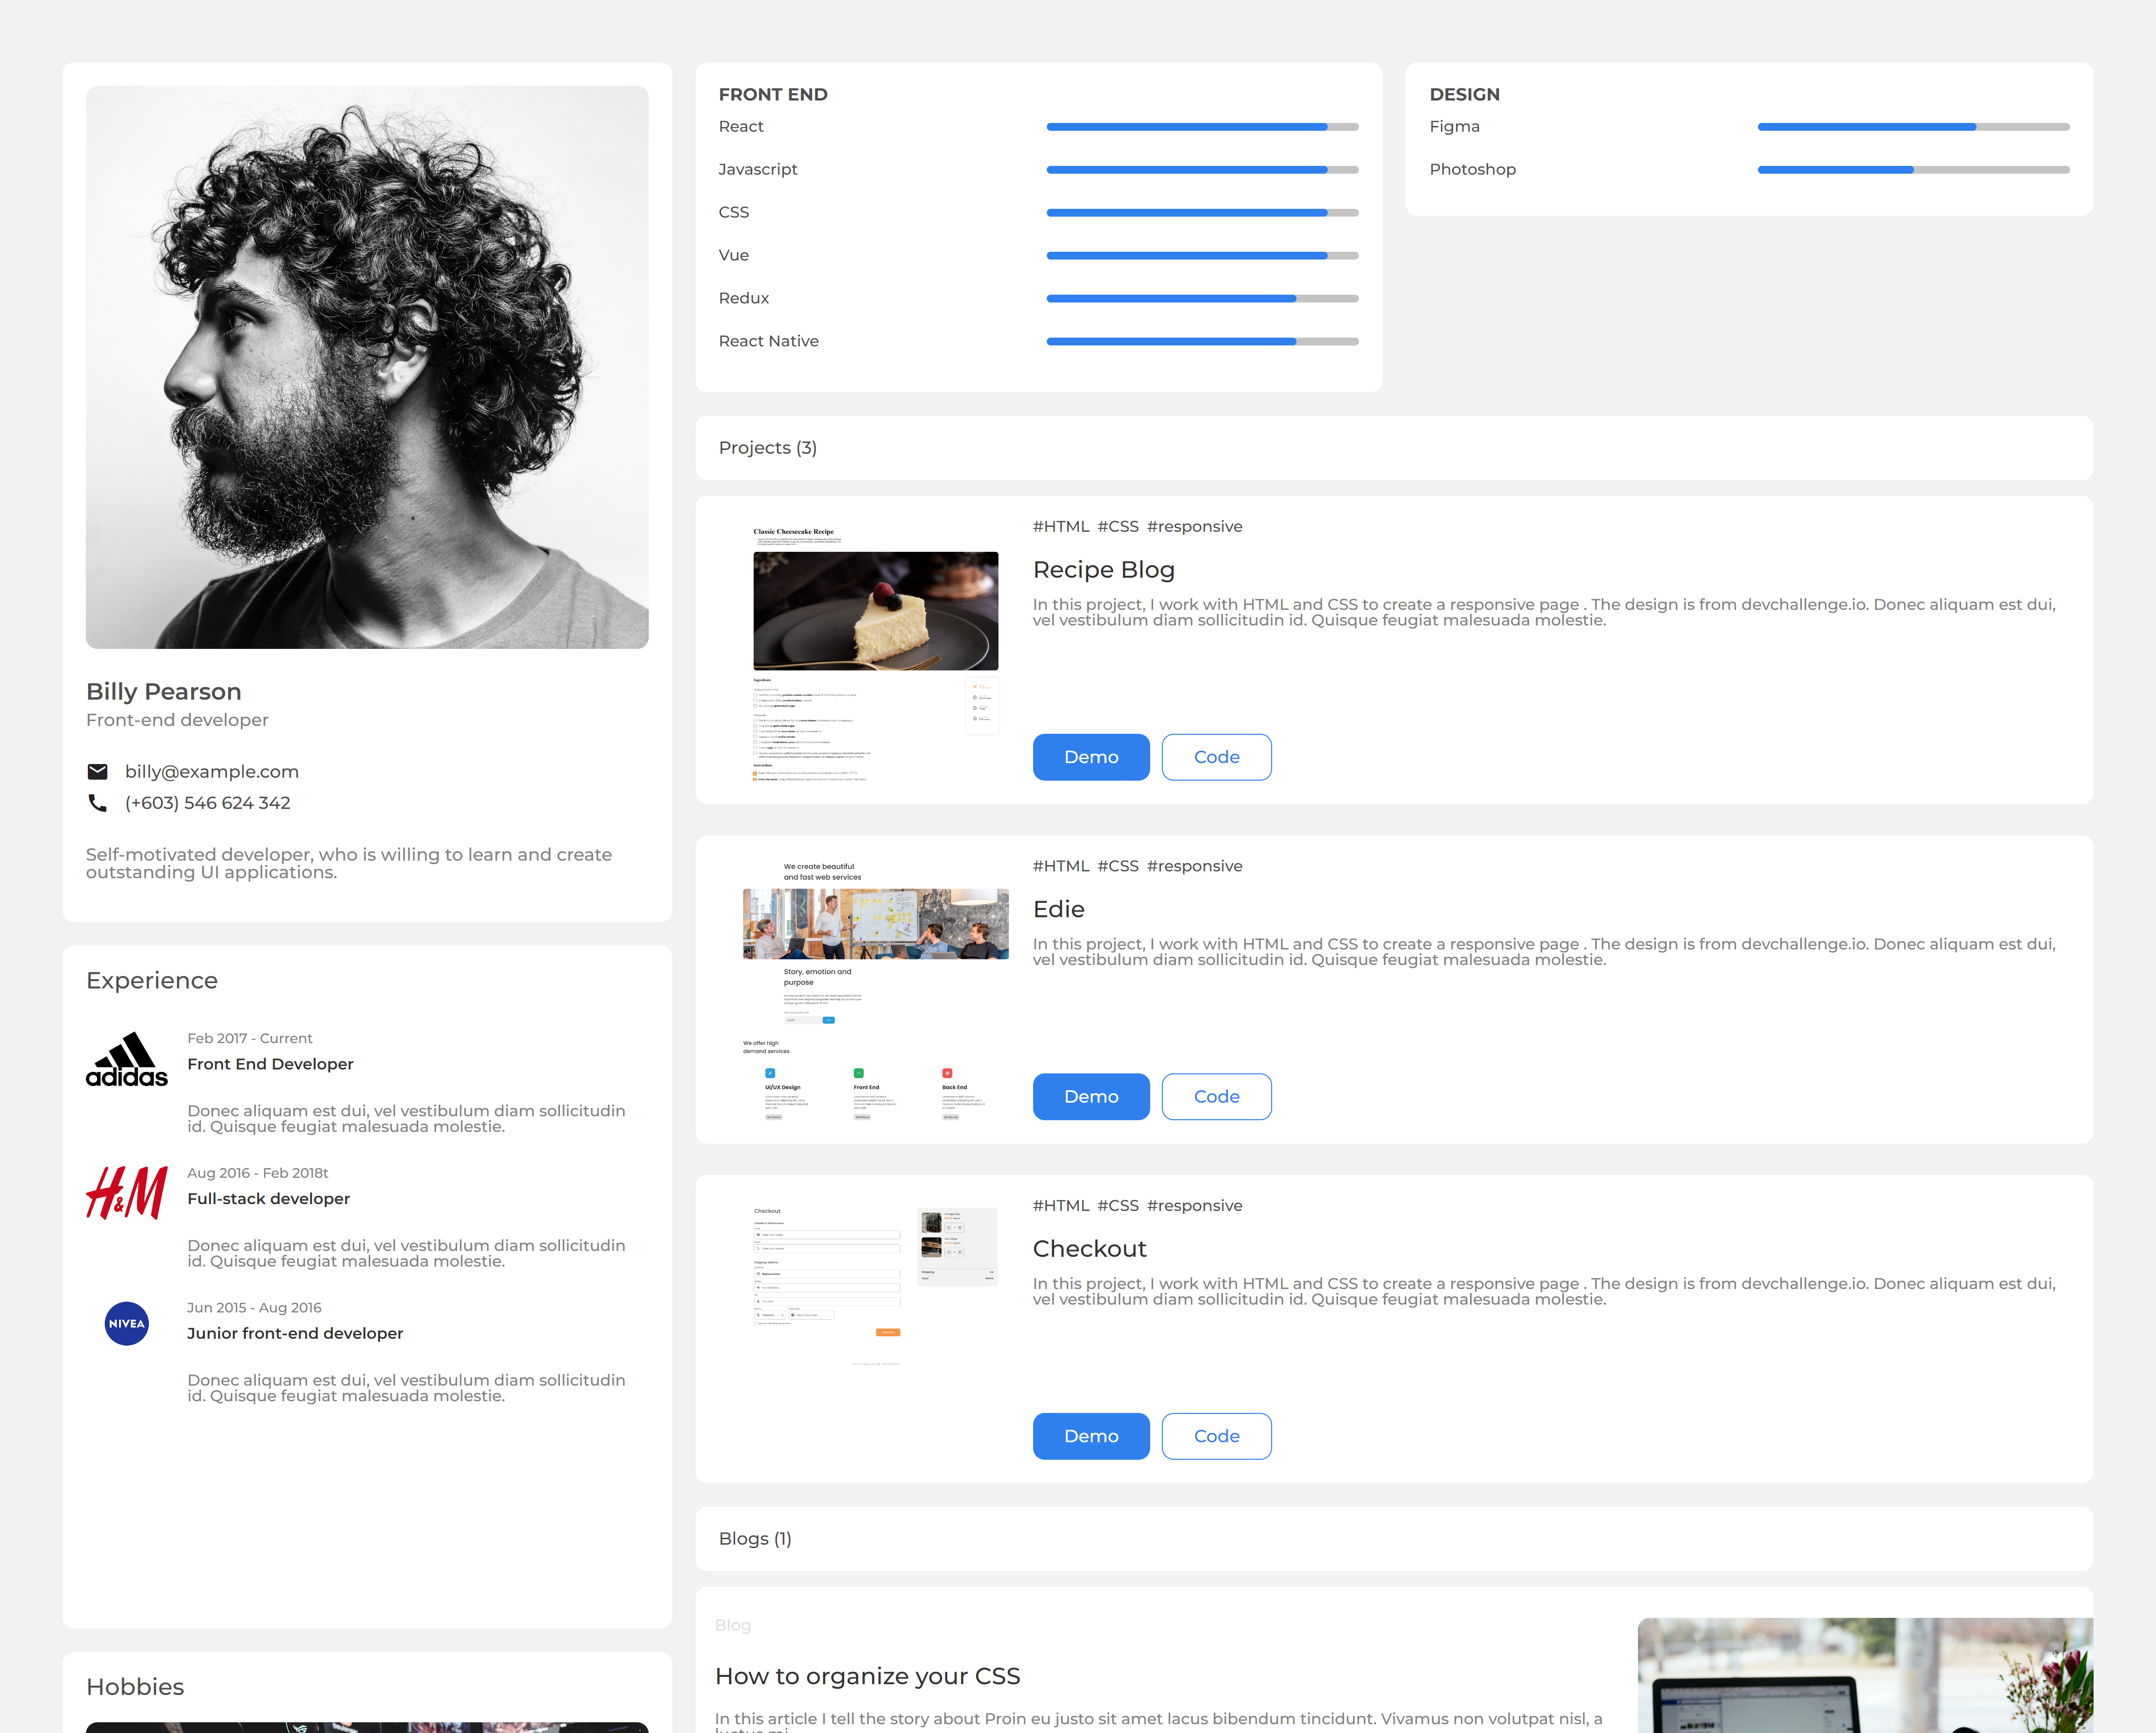 Billy Pearson
Front-end developer
billy@example.com
(+603) 546 624 342
Self-motivated developer, who is willing to learn and create
outstanding UI applications.
Experience
adidas
Feb 2017 - Current
Front End Developer
Donec aliquam est dui, vel vestibulum diam sollicitudin
id. Quisque feugiat malesuada molestie.
H&M
Aug 2016 - Feb 2018t
Full-stack developer
Donec aliquam est dui, vel vestibulum diam sollicitudin
id. Quisque feugiat malesuada molestie.
NIVEA
Jun 2015 - Aug 2016
Junior front-end developer
Donec aliquam est dui, vel vestibulum diam sollicitudin
id. Quisque feugiat malesuada molestie.
Hobbies
FRONT END
React
Javascript
CSS
Vue
Redux
React Native
DESIGN
Figma
Photoshop
Projects (3)
Classic Cheesecake Recipe
Ingredients
Instructions
#HTML #CSS #responsive
Recipe Blog
In this project, I work with HTML and CSS to create a responsive page . The design is from devchallenge.io. Donec aliquam est dui,
vel vestibulum diam sollicitudin id. Quisque feugiat malesuada molestie.
Demo
Code
We create beautiful
and fast web services
Story, emotion and
purpose
We offer high
demand services
UI/UX Design
Front End
Back End
#HTML #CSS #responsive
Edie
In this project, I work with HTML and CSS to create a responsive page . The design is from devchallenge.io. Donec aliquam est dui,
vel vestibulum diam sollicitudin id. Quisque feugiat malesuada molestie.
Demo
Code
Checkout
Contact information
Shipping address
Shipping
Total
#HTML #CSS #responsive
Checkout
In this project, I work with HTML and CSS to create a responsive page . The design is from devchallenge.io. Donec aliquam est dui,
vel vestibulum diam sollicitudin id. Quisque feugiat malesuada molestie.
Demo
Code
Blogs (1)
Blog
How to organize your CSS
In this article I tell the story about Proin eu justo sit amet lacus bibendum tincidunt. Vivamus non volutpat nisl, a